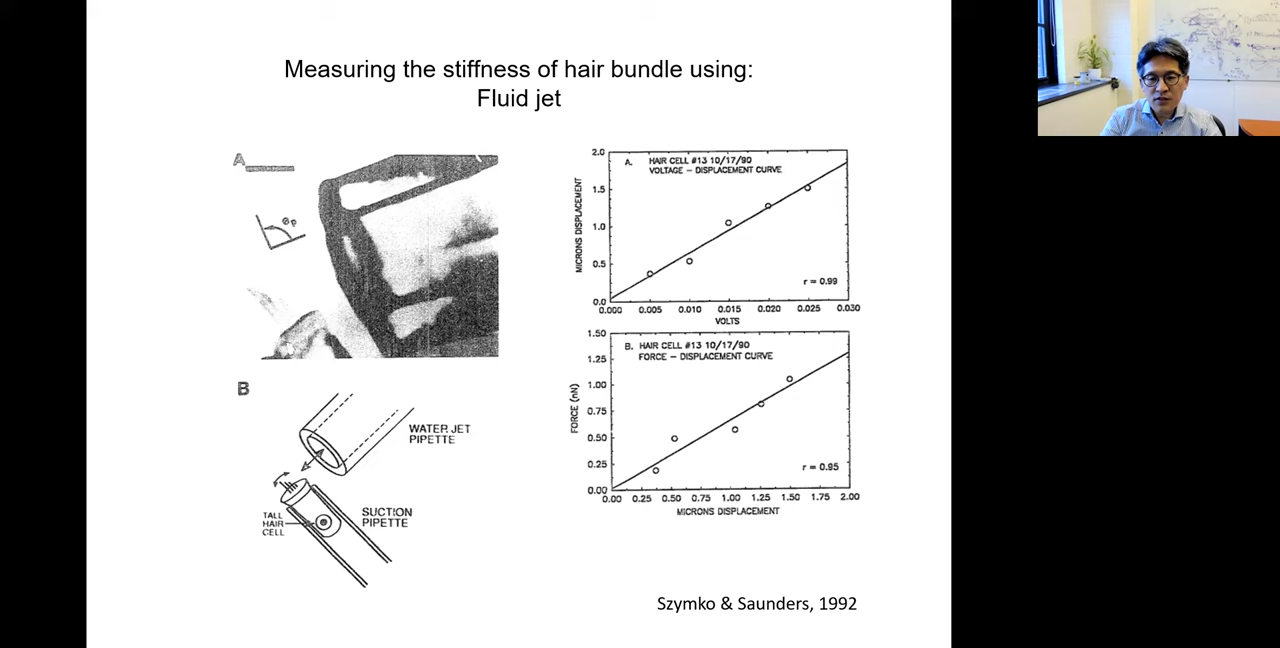 Measuring the stiffness of hair bundle using:
Fluid jet
A
θp
B
WATER JET
PIPETTE
TALL
HAIR
CELL
SUCTION
PIPETTE
A. HAIR CELL #13 10/17/90
VOLTAGE – DISPLACEMENT CURVE
MICRONS DISPLACEMENT
2.0
1.5
1.0
0.5
0.0
r = 0.99
0.000 0.005 0.010 0.015 0.020 0.025 0.030
VOLTS
B. HAIR CELL #13 10/17/90
FORCE – DISPLACEMENT CURVE
FORCE (nN)
1.50
1.25
1.00
0.75
0.50
0.25
0.00
r = 0.95
0.00 0.25 0.50 0.75 1.00 1.25 1.50 1.75 2.00
MICRONS DISPLACEMENT
Szymko & Saunders, 1992